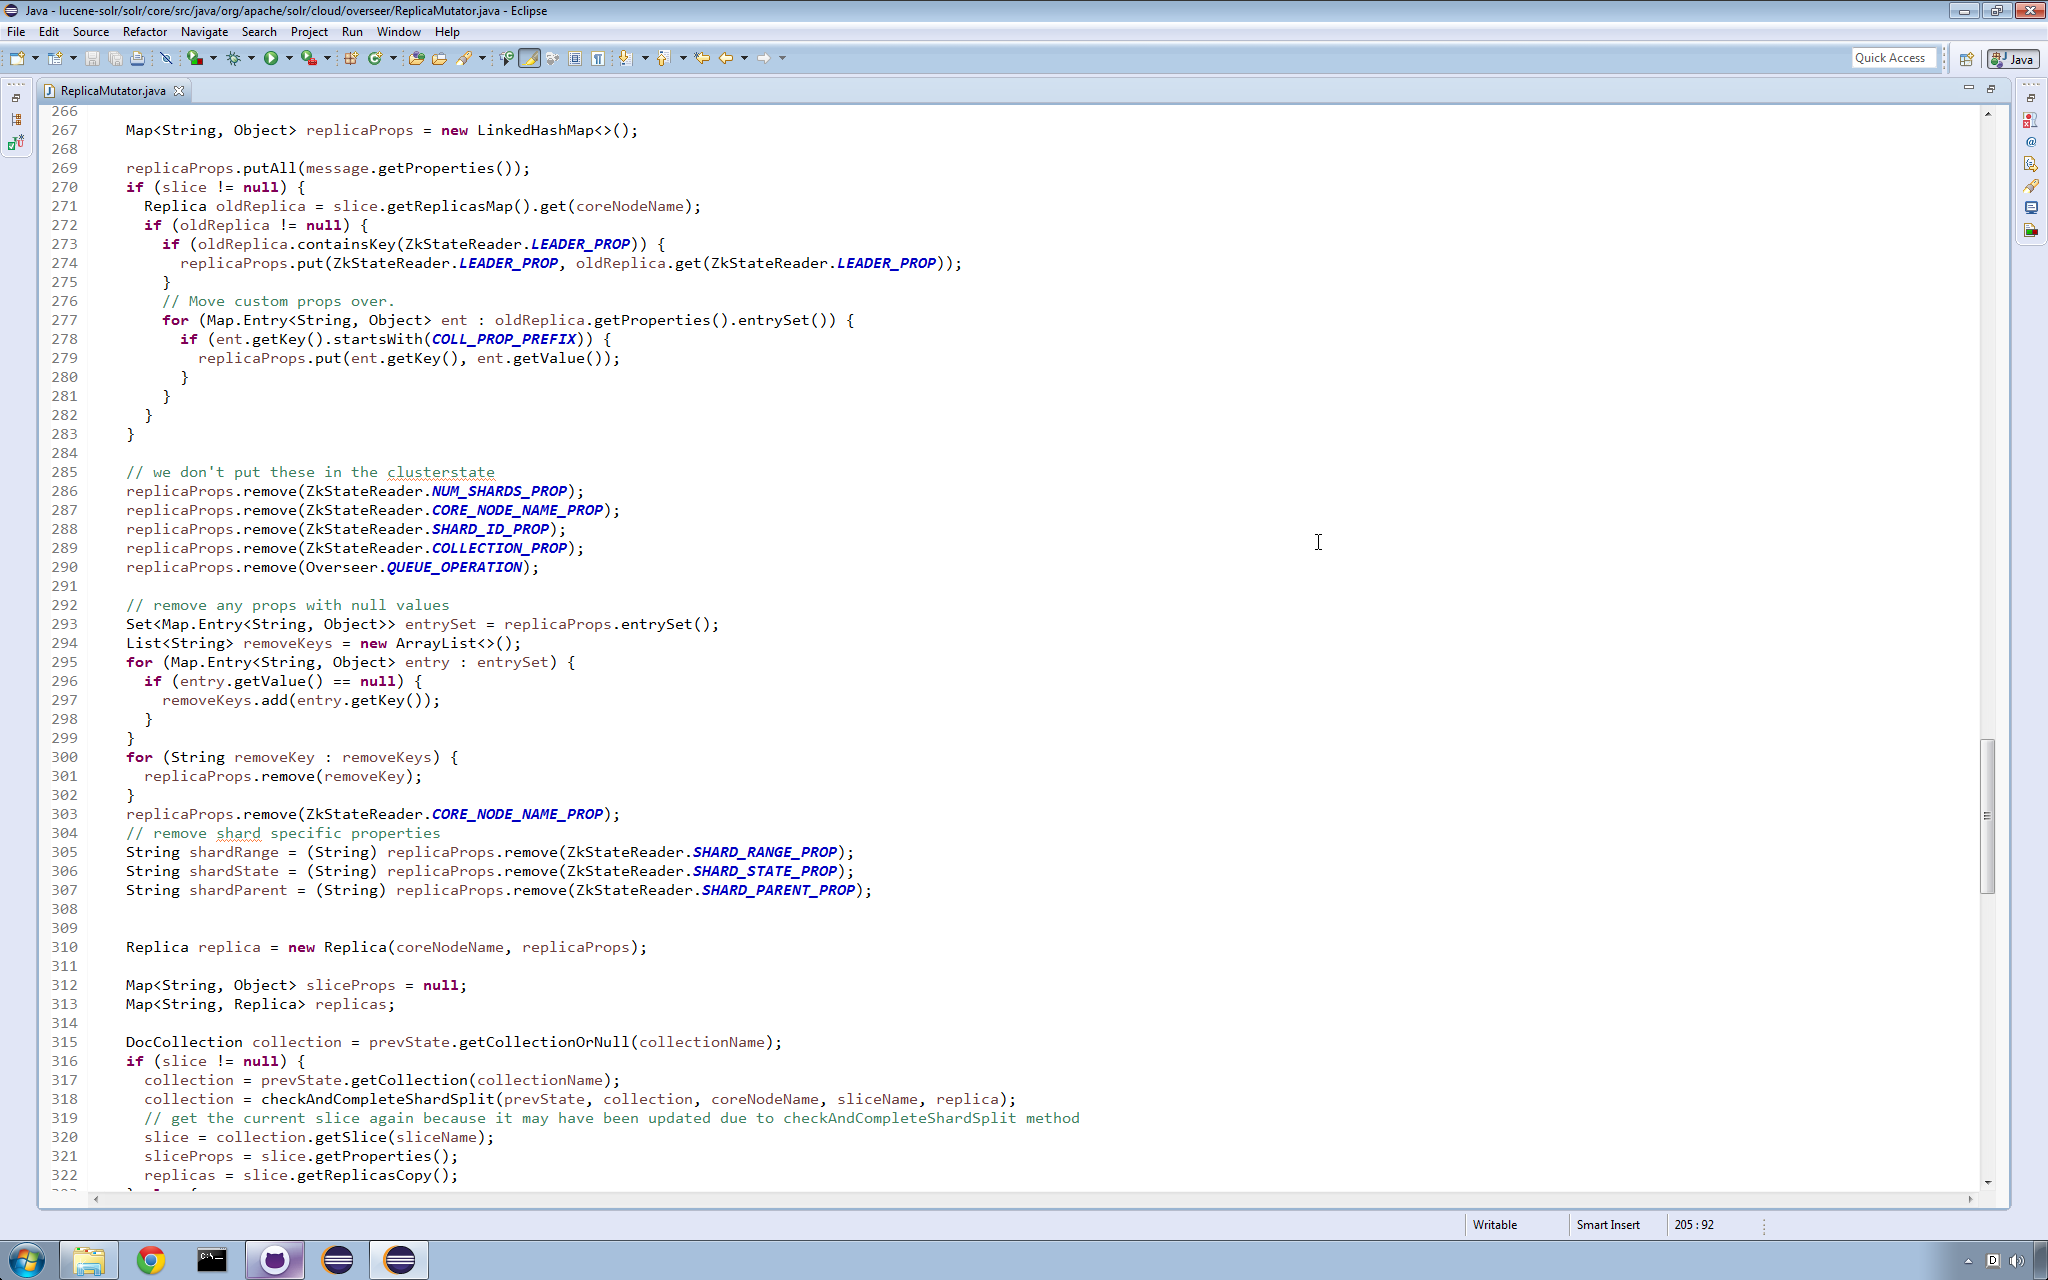 Java - lucene-solr/solr/core/src/java/org/apache/solr/cloud/overseer/ReplicaMutator.java - Eclipse
File Edit Source Refactor Navigate Search Project Run Window Help
Quick Access
Java
ReplicaMutator.java
266
267 Map<String, Object> replicaProps = new LinkedHashMap<>();
268
269 replicaProps.putAll(message.getProperties());
270 if (slice != null) {
271 Replica oldReplica = slice.getReplicasMap().get(coreNodeName);
272 if (oldReplica != null) {
273 if (oldReplica.containsKey(ZkStateReader.LEADER_PROP)) {
274 replicaProps.put(ZkStateReader.LEADER_PROP, oldReplica.get(ZkStateReader.LEADER_PROP));
275 }
276 // Move custom props over.
277 for (Map.Entry<String, Object> ent : oldReplica.getProperties().entrySet()) {
278 if (ent.getKey().startsWith(COLL_PROP_PREFIX)) {
279 replicaProps.put(ent.getKey(), ent.getValue());
280 }
281 }
282 }
283 }
284
285 // we don't put these in the clusterstate
286 replicaProps.remove(ZkStateReader.NUM_SHARDS_PROP);
287 replicaProps.remove(ZkStateReader.CORE_NODE_NAME_PROP);
288 replicaProps.remove(ZkStateReader.SHARD_ID_PROP);
289 replicaProps.remove(ZkStateReader.COLLECTION_PROP);
290 replicaProps.remove(Overseer.QUEUE_OPERATION);
291
292 // remove any props with null values
293 Set<Map.Entry<String, Object>> entrySet = replicaProps.entrySet();
294 List<String> removeKeys = new ArrayList<>();
295 for (Map.Entry<String, Object> entry : entrySet) {
296 if (entry.getValue() == null) {
297 removeKeys.add(entry.getKey());
298 }
299 }
300 for (String removeKey : removeKeys) {
301 replicaProps.remove(removeKey);
302 }
303 replicaProps.remove(ZkStateReader.CORE_NODE_NAME_PROP);
304 // remove shard specific properties
305 String shardRange = (String) replicaProps.remove(ZkStateReader.SHARD_RANGE_PROP);
306 String shardState = (String) replicaProps.remove(ZkStateReader.SHARD_STATE_PROP);
307 String shardParent = (String) replicaProps.remove(ZkStateReader.SHARD_PARENT_PROP);
308
309
310 Replica replica = new Replica(coreNodeName, replicaProps);
311
312 Map<String, Object> sliceProps = null;
313 Map<String, Replica> replicas;
314
315 DocCollection collection = prevState.getCollectionOrNull(collectionName);
316 if (slice != null) {
317 collection = prevState.getCollection(collectionName);
318 collection = checkAndCompleteShardSplit(prevState, collection, coreNodeName, sliceName, replica);
319 // get the current slice again because it may have been updated due to checkAndCompleteShardSplit method
320 slice = collection.getSlice(sliceName);
321 sliceProps = slice.getProperties();
322 replicas = slice.getReplicasCopy();
Writable Smart Insert 205 : 92